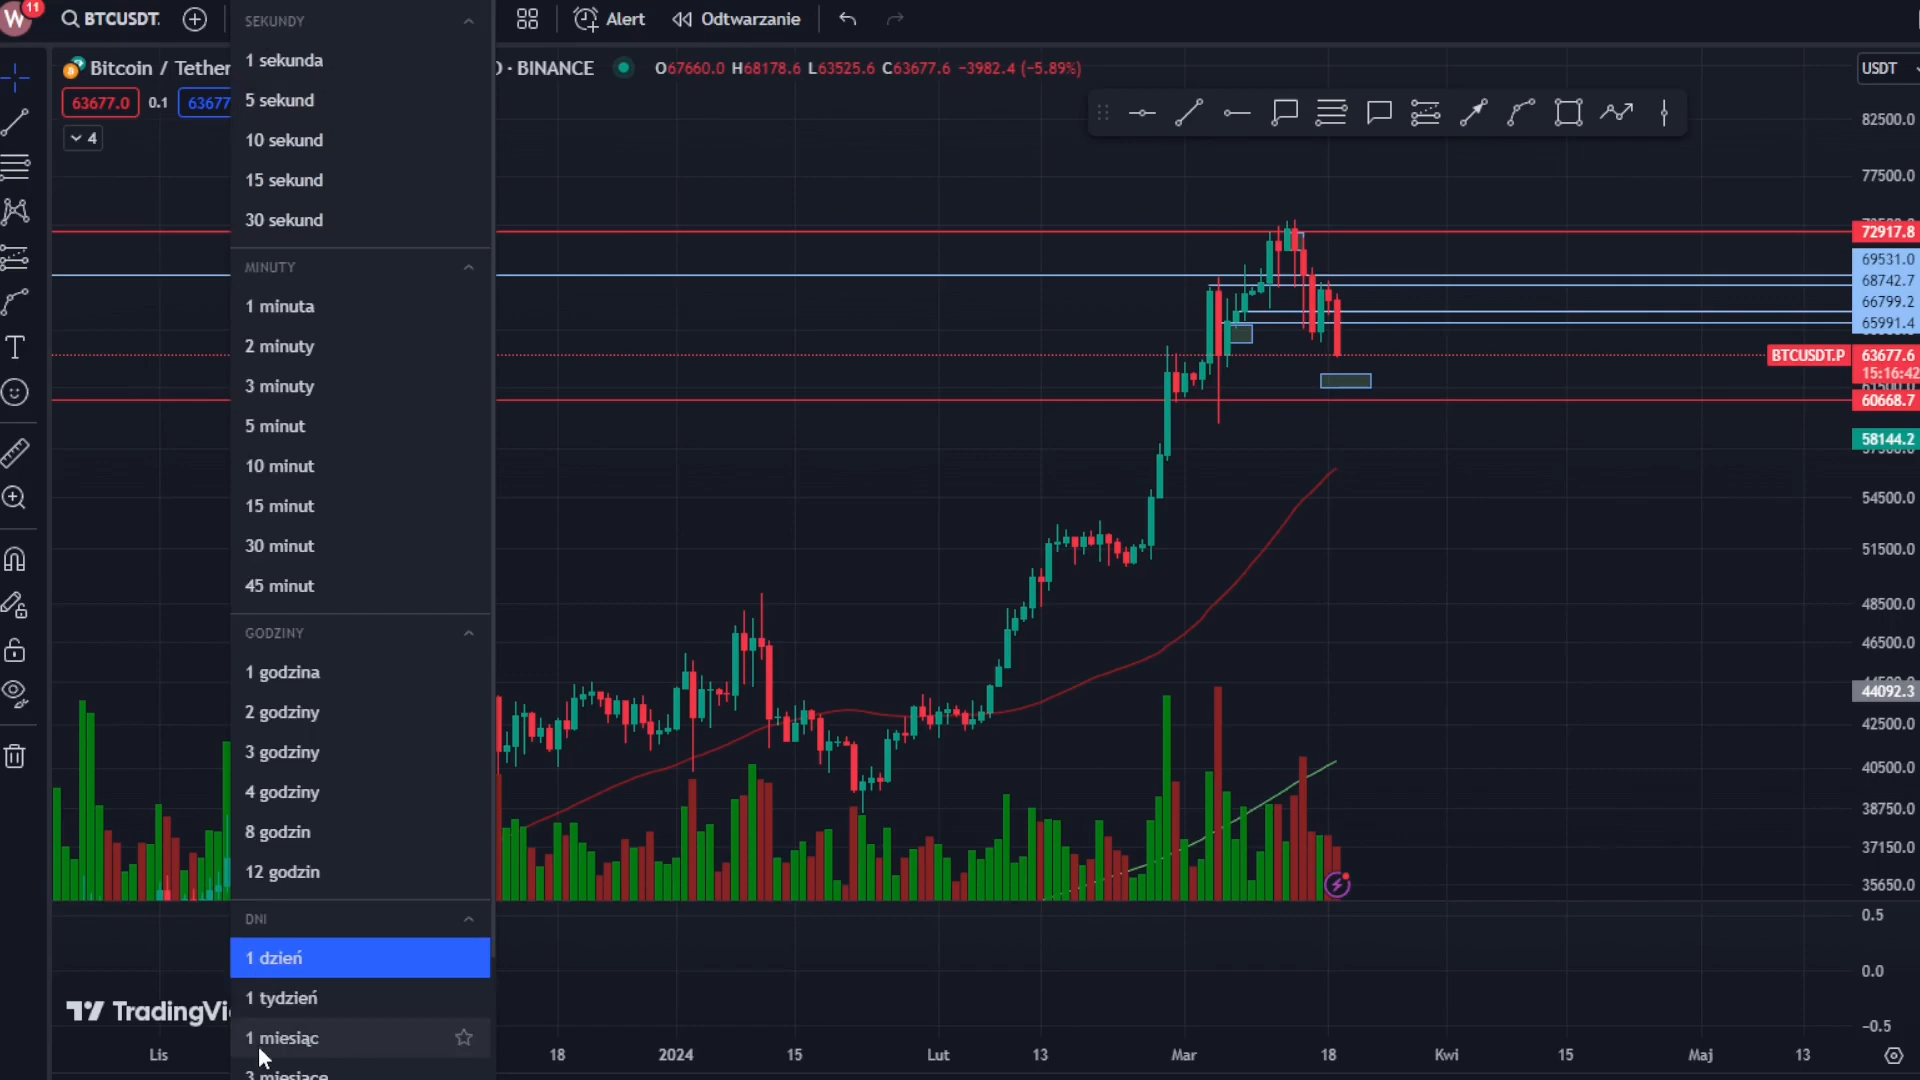 W
11
BTCUSDT.
Alert
Odtwarzanie
Bitcoin / Tether
· BINANCE
O67660.0 H68178.6 L63525.6 C63677.6 −3982.4 (−5.89%)
USDT
63677.0
0.1
63677
4
SEKUNDY
1 sekunda
5 sekund
10 sekund
15 sekund
30 sekund
MINUTY
1 minuta
2 minuty
3 minuty
5 minut
10 minut
15 minut
30 minut
45 minut
GODZINY
1 godzina
2 godziny
3 godziny
4 godziny
8 godzin
12 godzin
DNI
1 dzień
1 tydzień
1 miesiąc
3 miesiące
82500.0
77500.0
72917.8
69531.0
68742.7
66799.2
65991.4
BTCUSDT.P
63677.6
15:16:42
61500.0
60668.7
58144.2
57500.0
54500.0
51500.0
48500.0
46500.0
44092.3
42500.0
40500.0
38750.0
37150.0
35650.0
0.5
0.0
−0.5
TradingVi
Lis
18
2024
15
Lut
13
Mar
18
Kwi
15
Maj
13